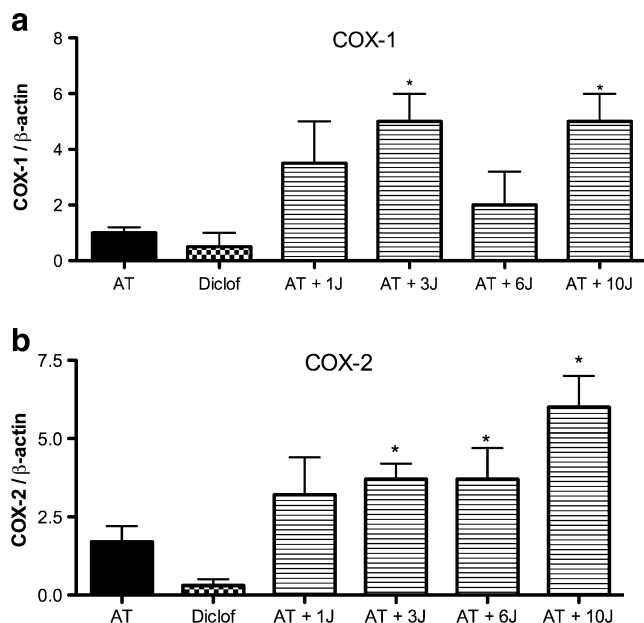 a
COX-1
8
6
4
2
0
COX-1 / β-actin
* *
AT Diclof AT + 1J AT + 3J AT + 6J AT + 10J
b
COX-2
7.5
5.0
2.5
0.0
COX-2 / β-actin
* * *
AT Diclof AT + 1J AT + 3J AT + 6J AT + 10J